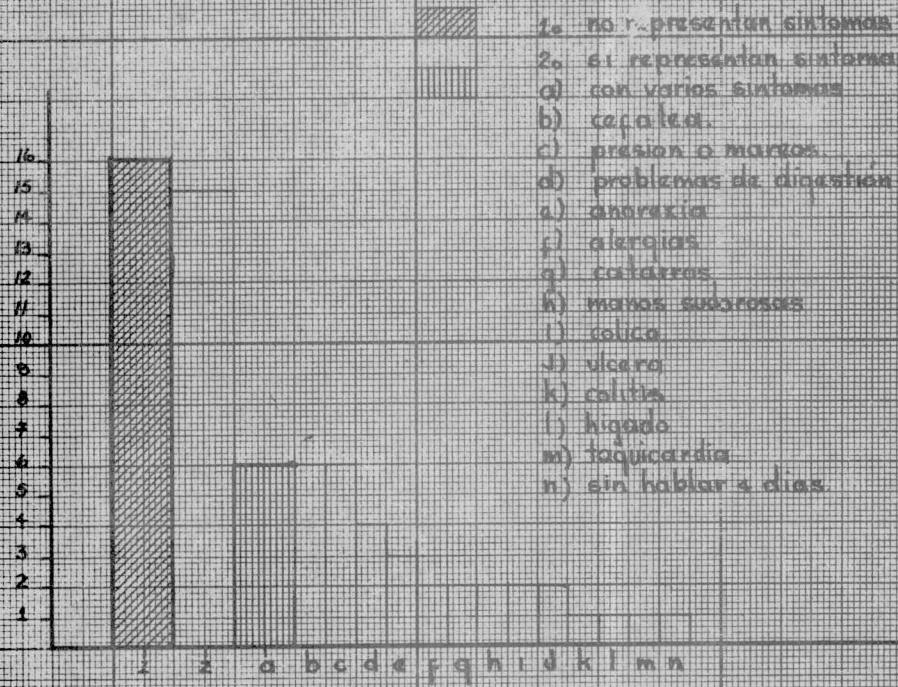 1. no r presentan sintomas
2. si representan sintoma
a) con varios sintomas
b) cefalea.
c) presion o mareos
d) problemas de digestión
e) anorexia
f) alergias
g) catarros
h) manos sudorosas
i) colico
J) ulcera
k) colitis
l) higado
m) taquicardia
n) sin hablar 4 dias.
16
15
14
13
12
11
10
9
8
7
6
5
4
3
2
1
1 2 a b c d e f g h i J k l m n